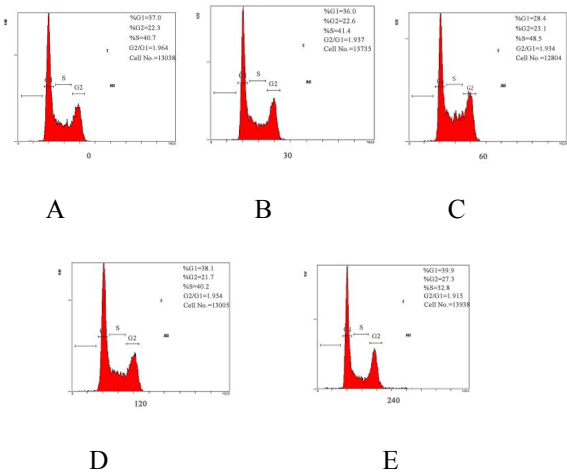 %G1=37.0
%G2=22.3
%S=40.7
G2/G1=1.964
Cell No.=13038
S
G2
0
A
%G1=36.0
%G2=22.6
%S=41.4
G2/G1=1.937
Cell No.=13735
S
G2
30
B
%G1=28.4
%G2=23.1
%S=48.5
G2/G1=1.934
Cell No.=12804
S
G2
60
C
%G1=38.1
%G2=21.7
%S=40.2
G2/G1=1.954
Cell No.=13005
S
G2
120
D
%G1=39.9
%G2=27.3
%S=32.8
G2/G1=1.915
Cell No.=13938
S
G2
240
E